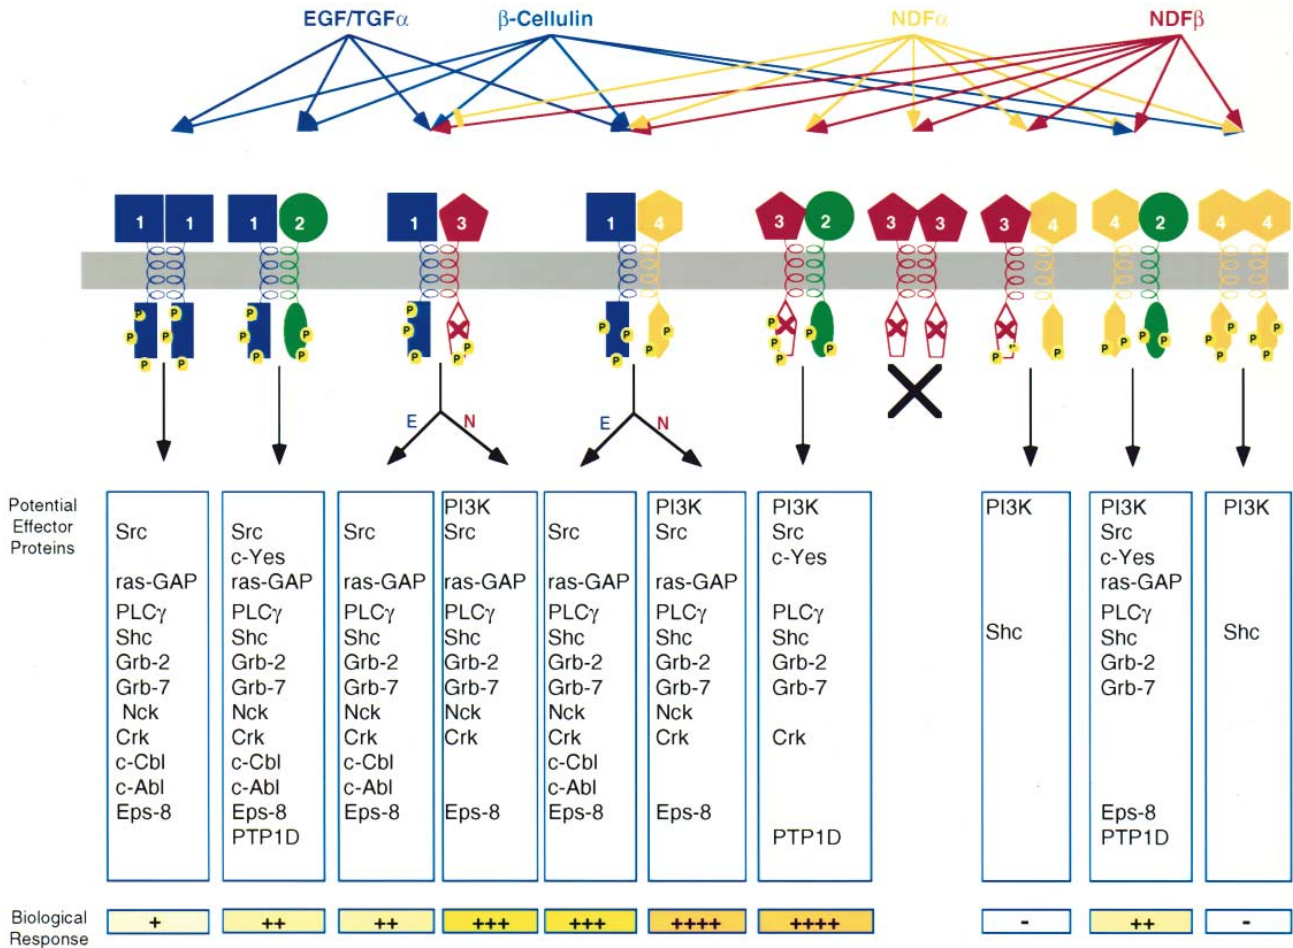 EGF/TGFα β-Cellulin NDFα NDFβ
1 1 1 2 1 3 1 4 3 2 3 3 3 4 4 2 4 4
P P P P P P P P P P P P P P P P P P P P P P P P P P P P P P P P P P P
E N E N
Potential
Effector
Proteins
Src
ras-GAP
PLCγ
Shc
Grb-2
Grb-7
Nck
Crk
c-Cbl
c-Abl
Eps-8
Src
c-Yes
ras-GAP
PLCγ
Shc
Grb-2
Grb-7
Nck
Crk
c-Cbl
c-Abl
Eps-8
PTP1D
Src
ras-GAP
PLCγ
Shc
Grb-2
Grb-7
Nck
Crk
c-Cbl
c-Abl
Eps-8
PI3K
Src
ras-GAP
PLCγ
Shc
Grb-2
Grb-7
Nck
Crk
Eps-8
Src
ras-GAP
PLCγ
Shc
Grb-2
Grb-7
Nck
Crk
c-Cbl
c-Abl
Eps-8
PI3K
Src
ras-GAP
PLCγ
Shc
Grb-2
Grb-7
Nck
Crk
Eps-8
PI3K
Src
c-Yes
PLCγ
Shc
Grb-2
Grb-7
Crk
PTP1D
PI3K
Shc
PI3K
Src
c-Yes
ras-GAP
PLCγ
Shc
Grb-2
Grb-7
Eps-8
PTP1D
PI3K
Shc
Biological
Response
+ ++ ++ +++ +++ ++++ ++++ - ++ -